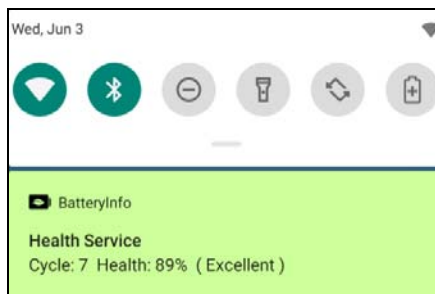 Wed, Jun 3
BatteryInfo
Health Service
Cycle: 7 Health: 89% ( Excellent )